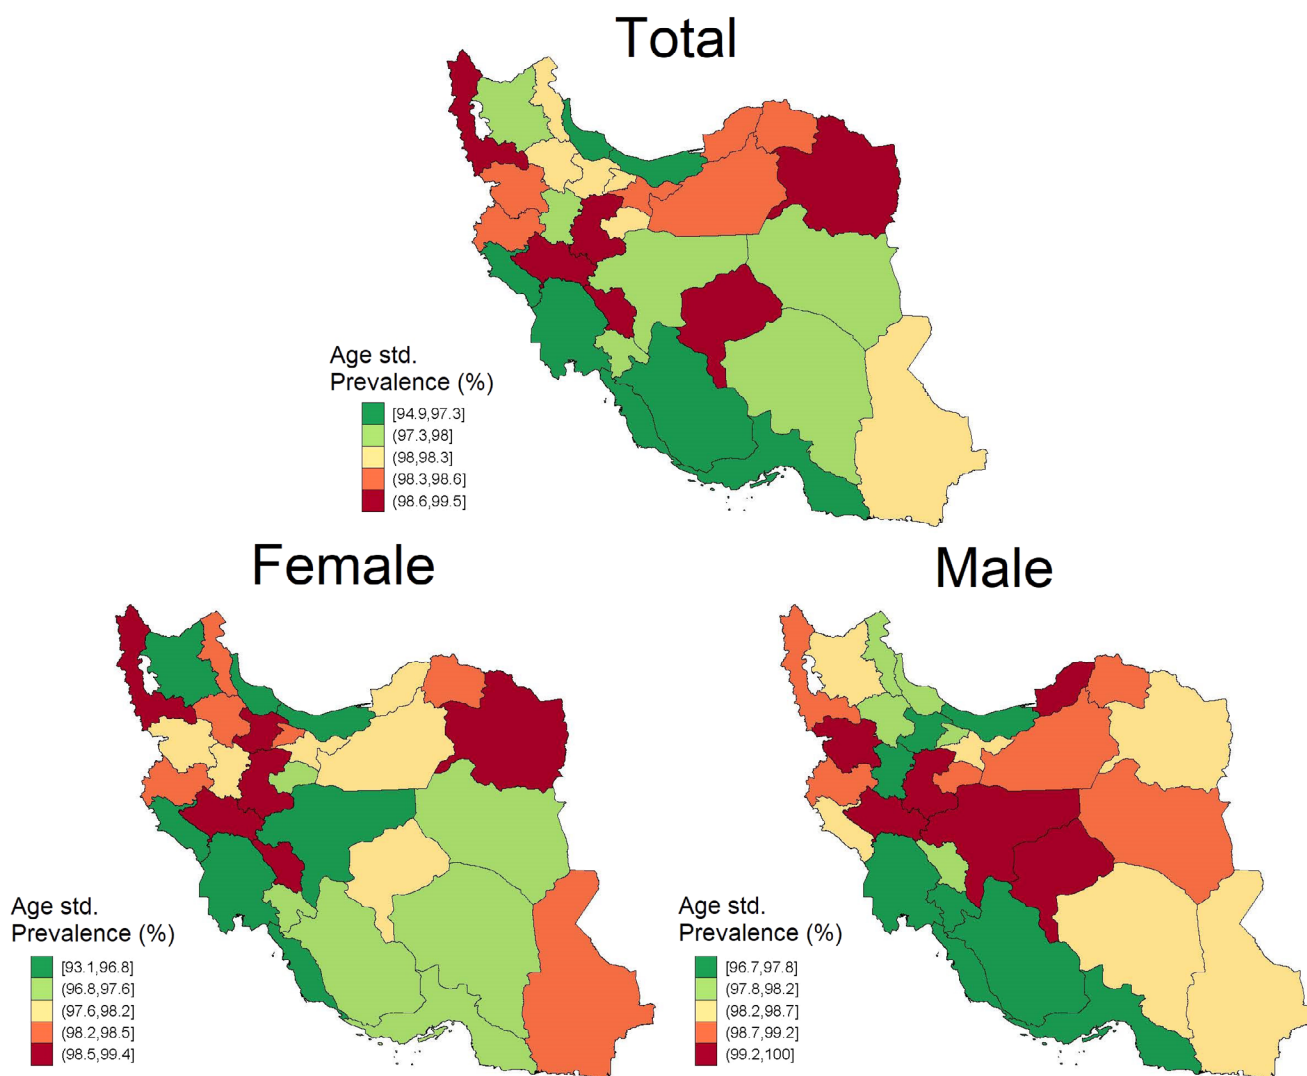 Total
Age std.
Prevalence (%)
[94.9,97.3]
(97.3,98]
(98,98.3]
(98.3,98.6]
(98.6,99.5]
Female
Male
Age std.
Prevalence (%)
[93.1,96.8]
(96.8,97.6]
(97.6,98.2]
(98.2,98.5]
(98.5,99.4]
Age std.
Prevalence (%)
[96.7,97.8]
(97.8,98.2]
(98.2,98.7]
(98.7,99.2]
(99.2,100]